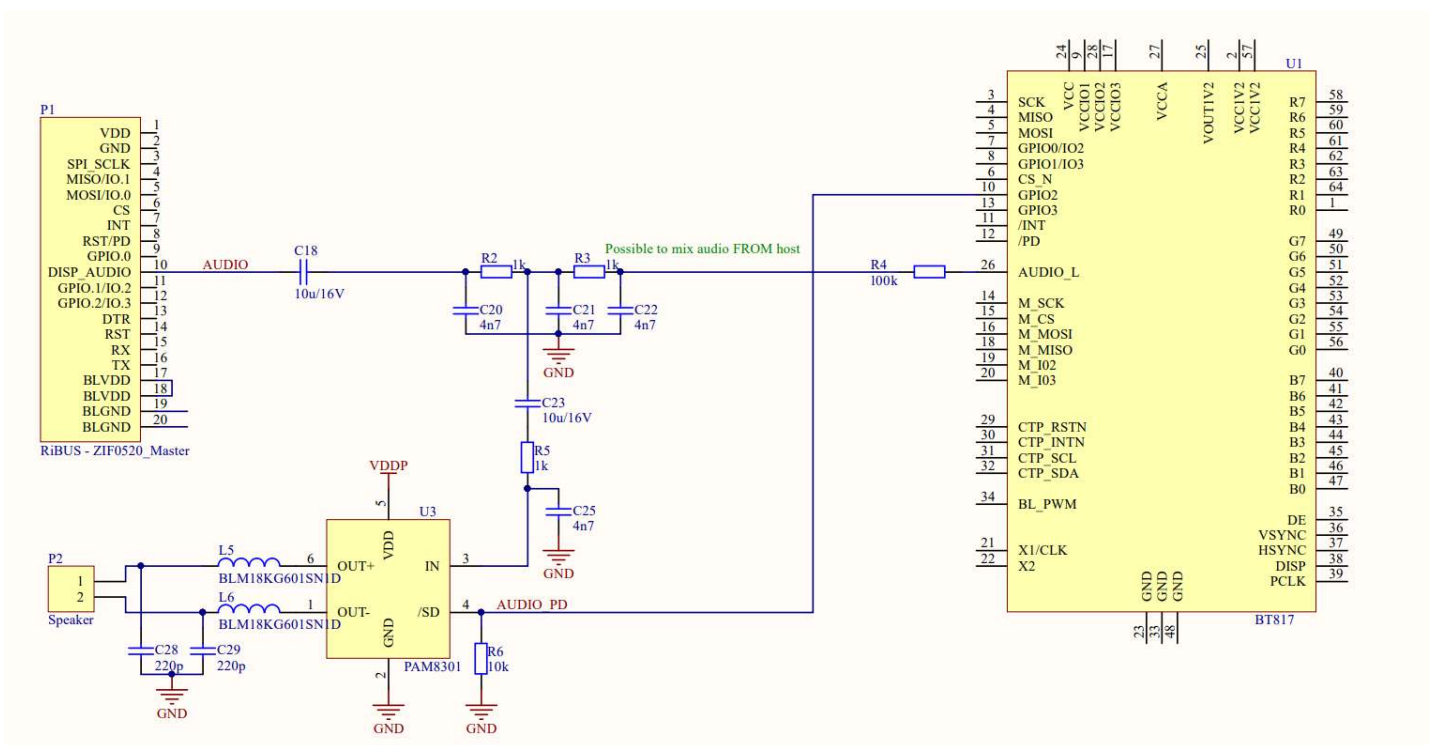 P1
VDD 1
GND 2
SPI_SCLK 3
MISO/IO.1 4
MOSI/IO.0 5
CS 6
INT 7
RST/PD 8
GPIO.0 9
DISP_AUDIO 10
GPIO.1/IO.2 11
GPIO.2/IO.3 12
DTR 13
RST 14
RX 15
TX 16
BLVDD 17
BLVDD 18
BLGND 19
BLGND 20
RiBUS - ZIF0520_Master
AUDIO
C18
10u/16V
R2 1k
R3 1k
Possible to mix audio FROM host
C20
4n7
C21
4n7
C22
4n7
GND
R4
100k
C23
10u/16V
R5
1k
C25
4n7
GND
VDDP
5
U3
VDD
6 OUT+
IN 3
1 OUT-
/SD 4
GND
2
PAM8301
GND
AUDIO_PD
R6
10k
GND
P2
1
2
Speaker
L5
BLM18KG601SN1D
L6
BLM18KG601SN1D
C28
220p
C29
220p
GND
U1
24 VCC
9 VCCIO1
28 VCCIO2
17 VCCIO3
27 VCCA
25 VOUT1V2
2 VCC1V2
57 VCC1V2
3 SCK
4 MISO
5 MOSI
7 GPIO0/IO2
8 GPIO1/IO3
6 CS_N
10 GPIO2
13 GPIO3
11 /INT
12 /PD
26 AUDIO_L
14 M_SCK
15 M_CS
16 M_MOSI
18 M_MISO
19 M_I02
20 M_I03
29 CTP_RSTN
30 CTP_INTN
31 CTP_SCL
32 CTP_SDA
34 BL_PWM
21 X1/CLK
22 X2
R7 58
R6 59
R5 60
R4 61
R3 62
R2 63
R1 64
R0 1
G7 49
G6 50
G5 51
G4 52
G3 53
G2 54
G1 55
G0 56
B7 40
B6 41
B5 42
B4 43
B3 44
B2 45
B1 46
B0 47
DE 35
VSYNC 36
HSYNC 37
DISP 38
PCLK 39
GND 23
GND 33
GND 48
BT817